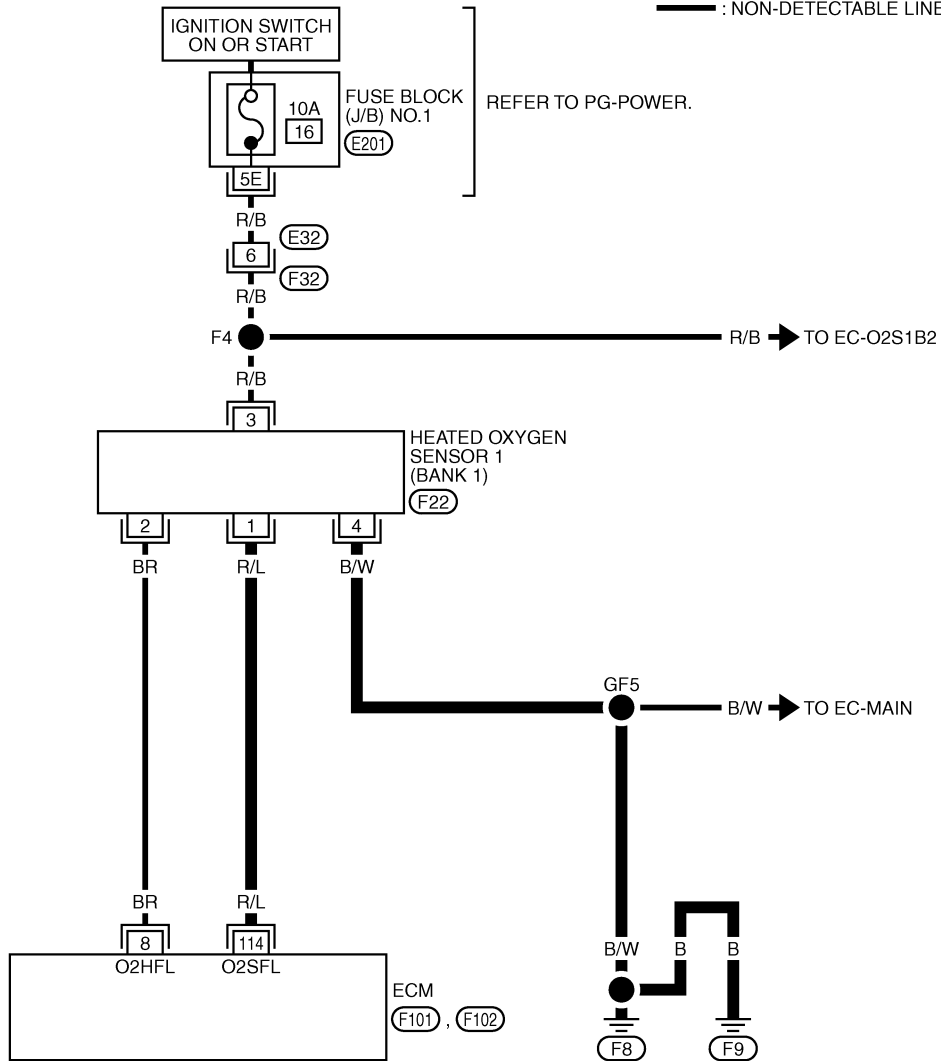 : NON-DETECTABLE LINE
IGNITION SWITCH
ON OR START
10A
16
FUSE BLOCK
(J/B) NO.1
E201
REFER TO PG-POWER.
5E
R/B
E32
6
F32
R/B
F4
R/B
TO EC-O2S1B2
R/B
3
HEATED OXYGEN
SENSOR 1
(BANK 1)
F22
2
1
4
BR
R/L
B/W
GF5
B/W
TO EC-MAIN
BR
R/L
8
114
O2HFL
O2SFL
ECM
F101 , F102
B/W
B
B
F8
F9